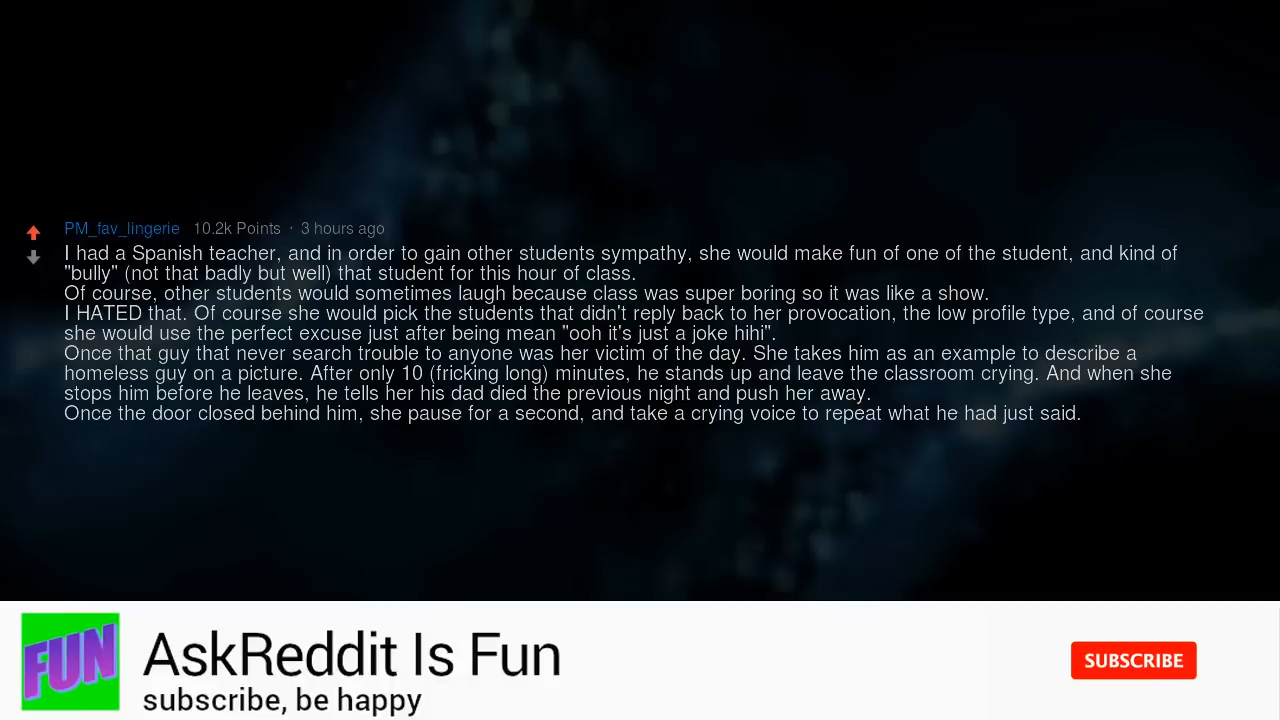 PM_fav_lingerie 10.2k Points · 3 hours ago
I had a Spanish teacher, and in order to gain other students sympathy, she would make fun of one of the student, and kind of
"bully" (not that badly but well) that student for this hour of class.
Of course, other students would sometimes laugh because class was super boring so it was like a show.
I HATED that. Of course she would pick the students that didn't reply back to her provocation, the low profile type, and of course
she would use the perfect excuse just after being mean "ooh it's just a joke hihi".
Once that guy that never search trouble to anyone was her victim of the day. She takes him as an example to describe a
homeless guy on a picture. After only 10 (fricking long) minutes, he stands up and leave the classroom crying. And when she
stops him before he leaves, he tells her his dad died the previous night and push her away.
Once the door closed behind him, she pause for a second, and take a crying voice to repeat what he had just said.
FUN
AskReddit Is Fun
subscribe, be happy
SUBSCRIBE